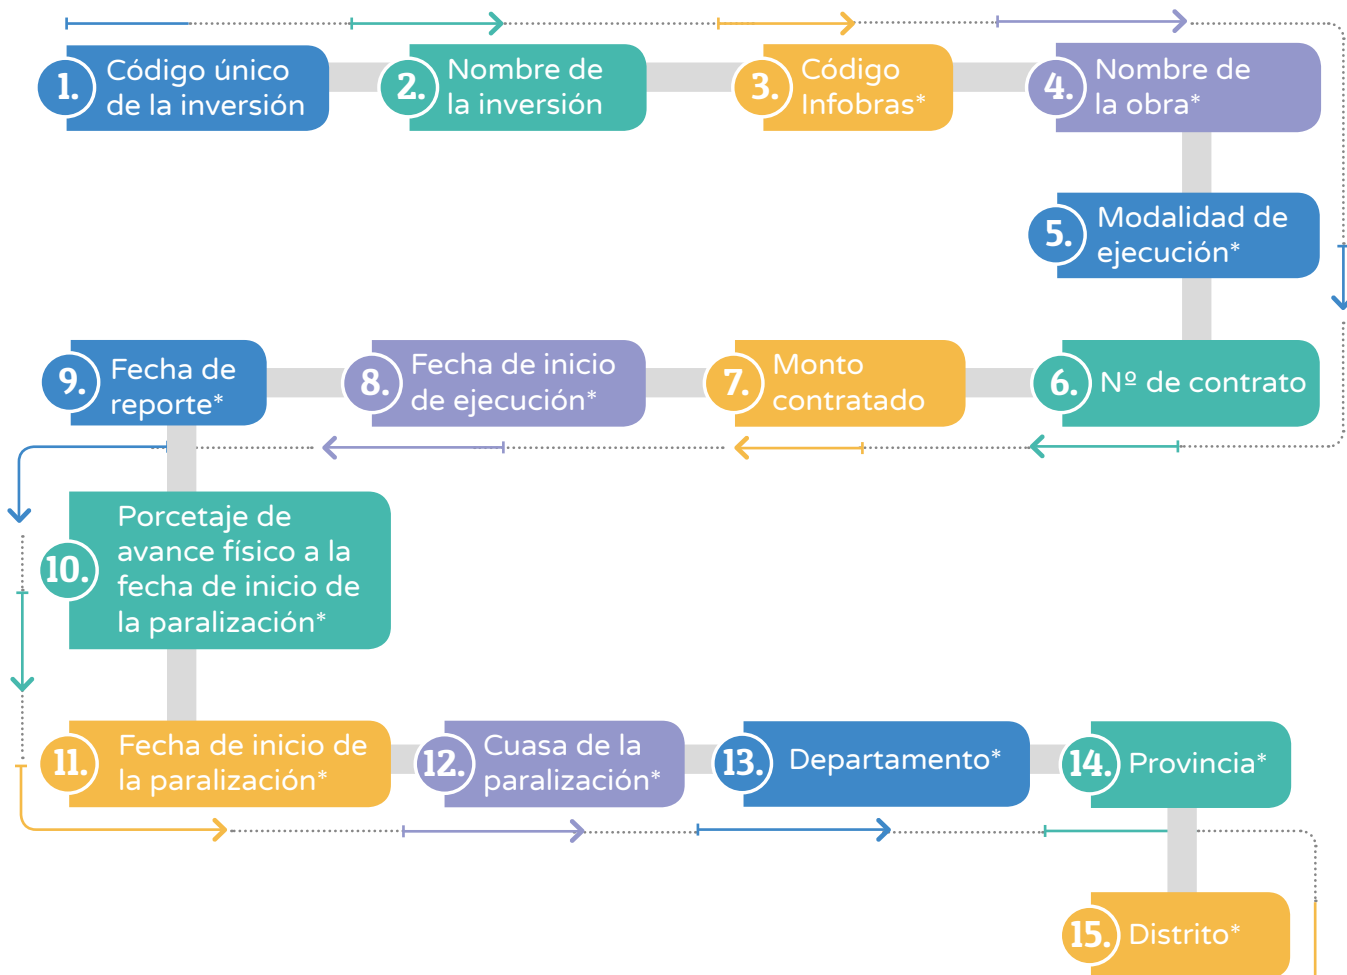 1. Código único
de la inversión
2. Nombre de
la inversión
3. Código
Infobras*
4. Nombre de
la obra*
5. Modalidad de
ejecución*
6. Nº de contrato
7. Monto
contratado
8. Fecha de inicio
de ejecución*
9. Fecha de
reporte*
10. Porcetaje de
avance físico a la
fecha de inicio de
la paralización*
11. Fecha de inicio de
la paralización*
12. Cuasa de la
paralización*
13. Departamento*
14. Provincia*
15. Distrito*